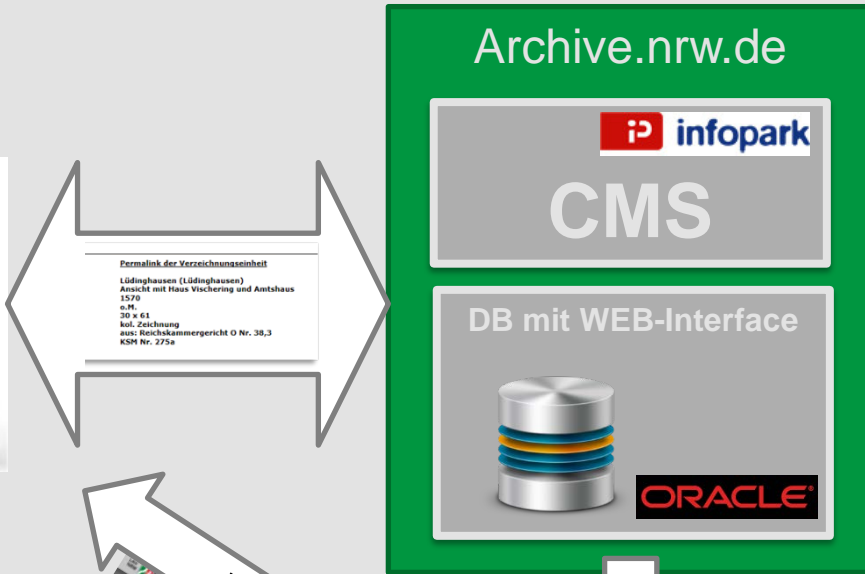 Archive.nrw.de
infopark
CMS
Permalink der Verzeichnungseinheit
Lüdinghausen (Lüdinghausen)
Ansicht mit Haus Vischering und Amtshaus
1570
o.M.
30 x 61
kol. Zeichnung
aus: Reichskammergericht O Nr. 38,3
KSM Nr. 275a
DB mit WEB-Interface
ORACLE